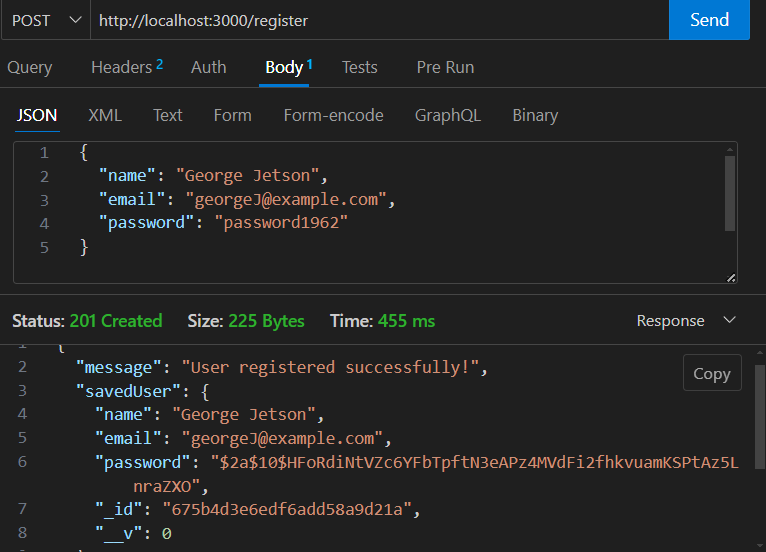 POST http://localhost:3000/register Send
Query Headers 2 Auth Body 1 Tests Pre Run
JSON XML Text Form Form-encode GraphQL Binary
1 {
2 "name": "George Jetson",
3 "email": "georgeJ@example.com",
4 "password": "password1962"
5 }
Status: 201 Created Size: 225 Bytes Time: 455 ms Response
1 {
2 "message": "User registered successfully!",
Copy
3 "savedUser": {
4 "name": "George Jetson",
5 "email": "georgeJ@example.com",
6 "password": "$2a$10$HFoRdiNtVZc6YFbTpftN3eAPz4MVdFi2fhkvuamKSPtAz5L
nraZXO",
7 "_id": "675b4d3e6edf6add58a9d21a",
8 "__v": 0